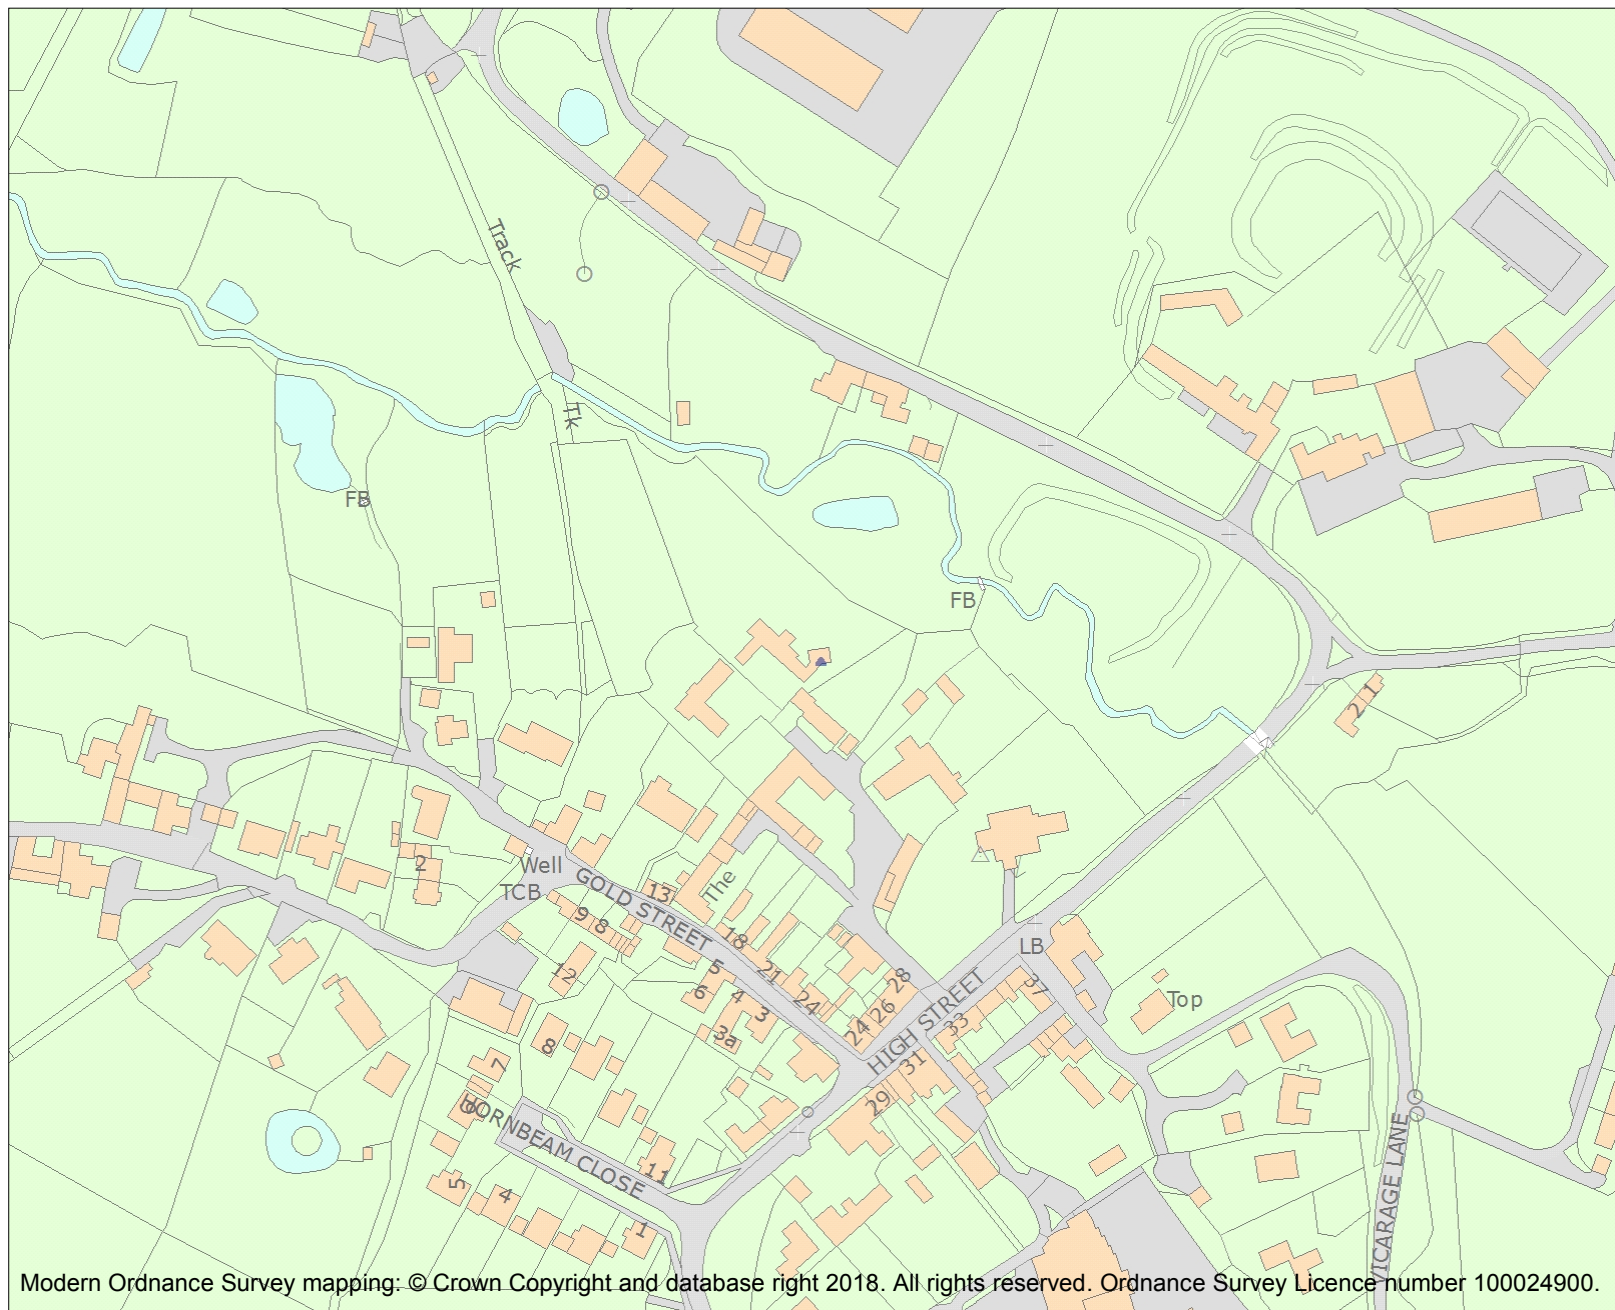 Track
Tk
FB
FB
2 1
2
Well
TCB
GOLD STREET
13
The
9
8
12
18
5
21
6
4
24
3
3a
28
26
24
HIGH STREET
LB
37
33
31
29
Top
8
7
6
HORNBEAM CLOSE
11
5
4
1
VICARAGE LANE
Modern Ordnance Survey mapping: © Crown Copyright and database right 2018. All rights reserved. Ordnance Survey Licence number 100024900.